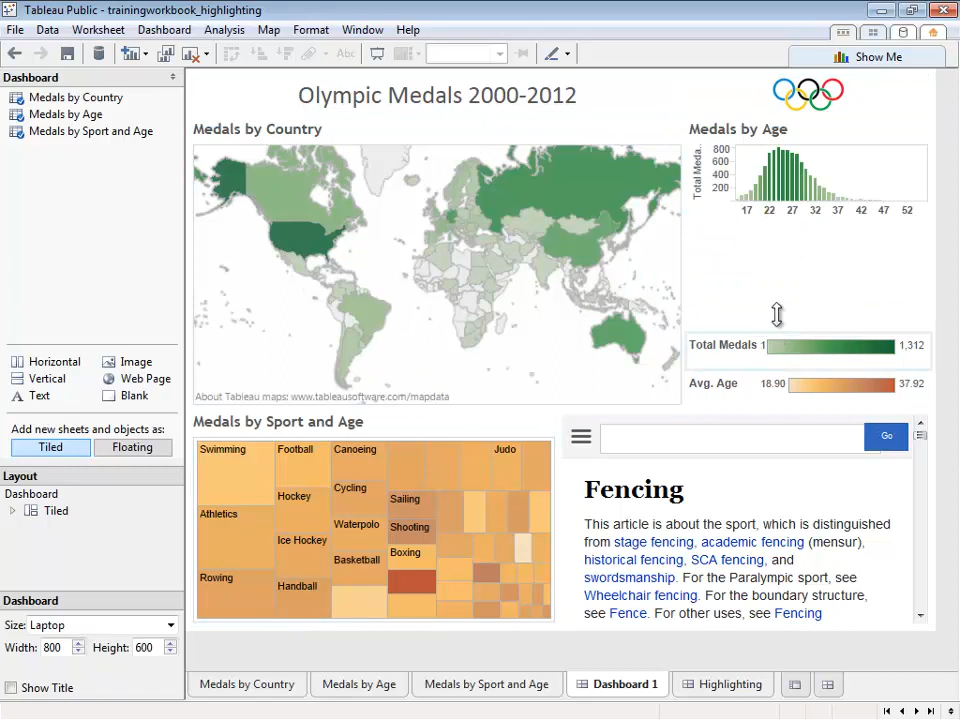 Tableau Public - trainingworkbook_highlighting
File Data Worksheet Dashboard Analysis Map Format Window Help
Abc
Show Me
Dashboard
Medals by Country
Medals by Age
Medals by Sport and Age
Horizontal Image
Vertical Web Page
A Text Blank
Add new sheets and objects as:
Tiled Floating
Layout
Dashboard
Tiled
Dashboard
Size: Laptop
Width: 800 Height: 600
Show Title
Olympic Medals 2000-2012
Medals by Country
About Tableau maps: www.tableausoftware.com/mapdata
Medals by Age
Total Meda..
800
600
400
200
17 22 27 32 37 42 47 52
Total Medals 1 1,312
Avg. Age 18.90 37.92
Medals by Sport and Age
Swimming Football Canoeing Judo
Cycling
Hockey Sailing
Athletics Waterpolo Shooting
Ice Hockey Boxing
Basketball
Rowing Handball
Go
Fencing
This article is about the sport, which is distinguished
from stage fencing, academic fencing (mensur),
historical fencing, SCA fencing, and
swordsmanship. For the Paralympic sport, see
Wheelchair fencing. For the boundary structure,
see Fence. For other uses, see Fencing
Medals by Country Medals by Age Medals by Sport and Age Dashboard 1 Highlighting